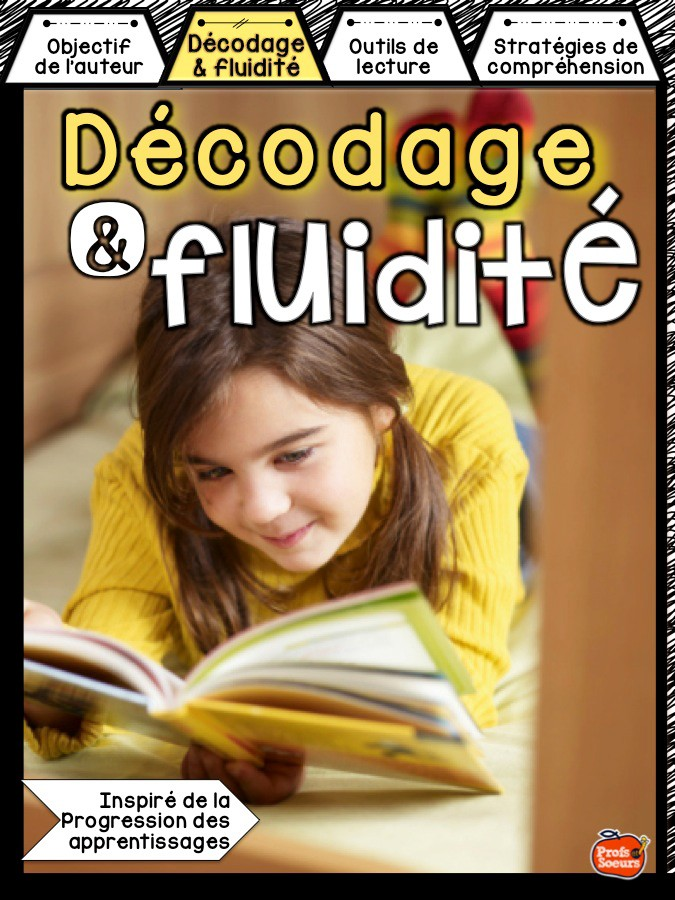 Objectif
de l'auteur
Décodage
& fluidité
Outils de
lecture
Stratégies de
compréhension
Décodage
& fluidité
Inspiré de la
Progression des
apprentissages
Profs et
Soeurs